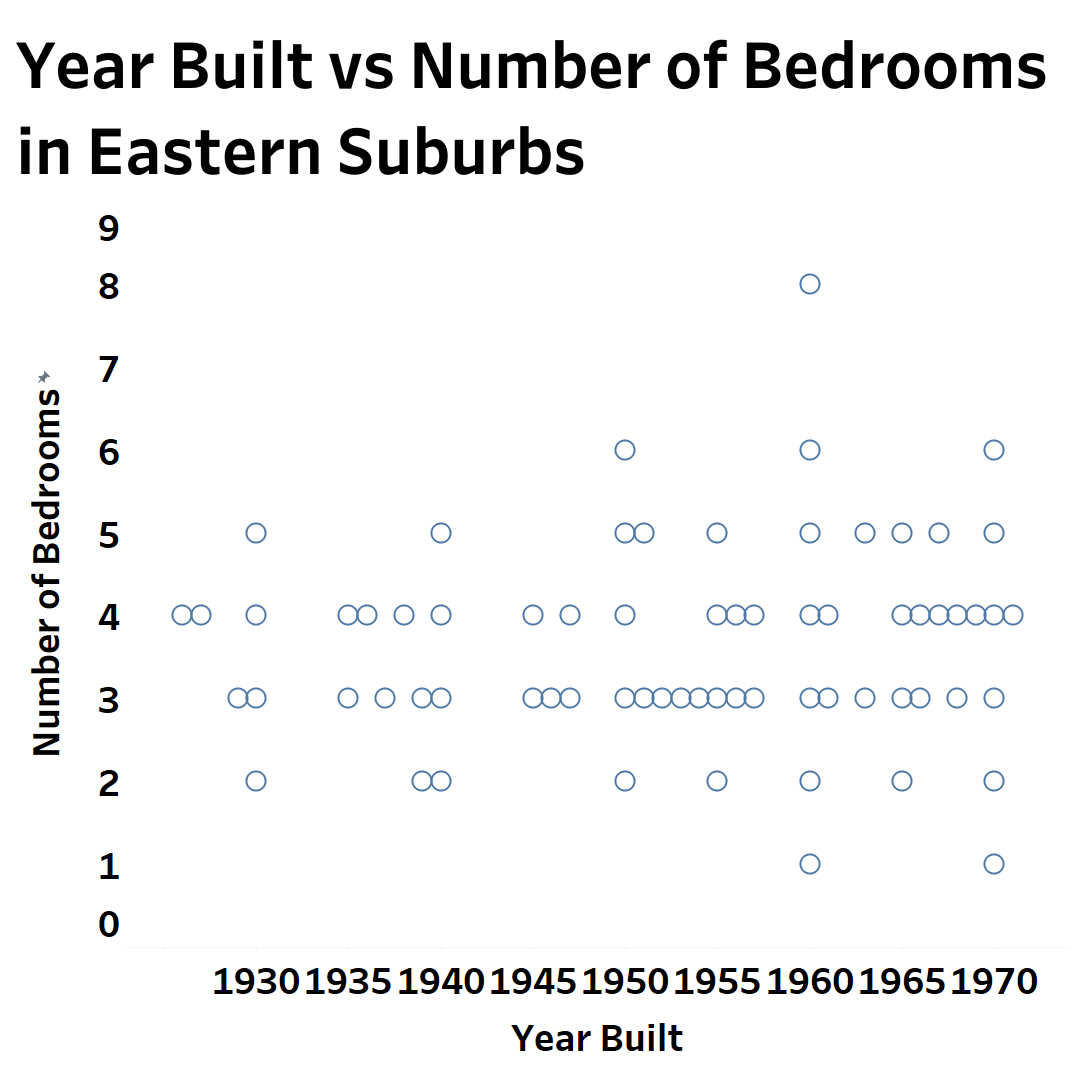 Year Built vs Number of Bedrooms
in Eastern Suburbs
9
8
7
6
5
4
3
2
1
0
Number of Bedrooms
1930 1935 1940 1945 1950 1955 1960 1965 1970
Year Built